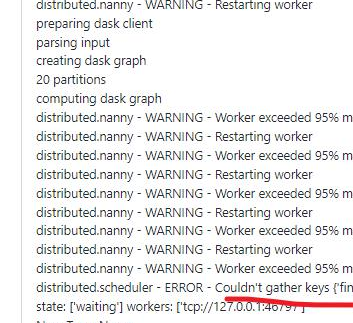 distributed.nanny - WARNING - Restarting worker
preparing dask client
parsing input
creating dask graph
20 partitions
computing dask graph
distributed.nanny - WARNING - Worker exceeded 95% m
distributed.nanny - WARNING - Restarting worker
distributed.nanny - WARNING - Worker exceeded 95% m
distributed.nanny - WARNING - Restarting worker
distributed.nanny - WARNING - Worker exceeded 95% m
distributed.nanny - WARNING - Restarting worker
distributed.nanny - WARNING - Worker exceeded 95% m
distributed.nanny - WARNING - Restarting worker
distributed.nanny - WARNING - Worker exceeded 95% m
distributed.scheduler - ERROR - Couldn't gather keys {'fin
state: ['waiting'] workers: ['tcp://127.0.0.1:46797']